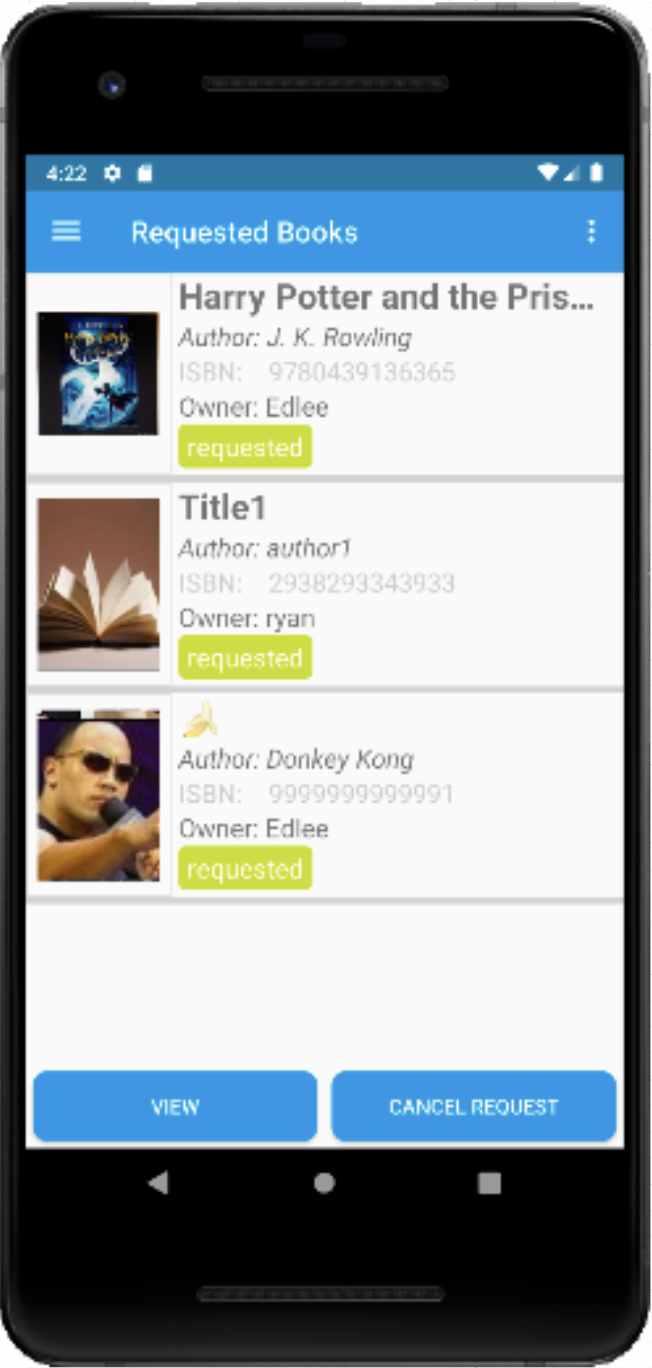 4:22
Requested Books
Harry Potter and the Pris...
Author: J. K. Rowling
ISBN: 9780439136365
Owner: Edlee
requested
Title1
Author: author1
ISBN: 2938293343933
Owner: ryan
requested
🍌
Author: Donkey Kong
ISBN: 9999999999991
Owner: Edlee
requested
VIEW
CANCEL REQUEST